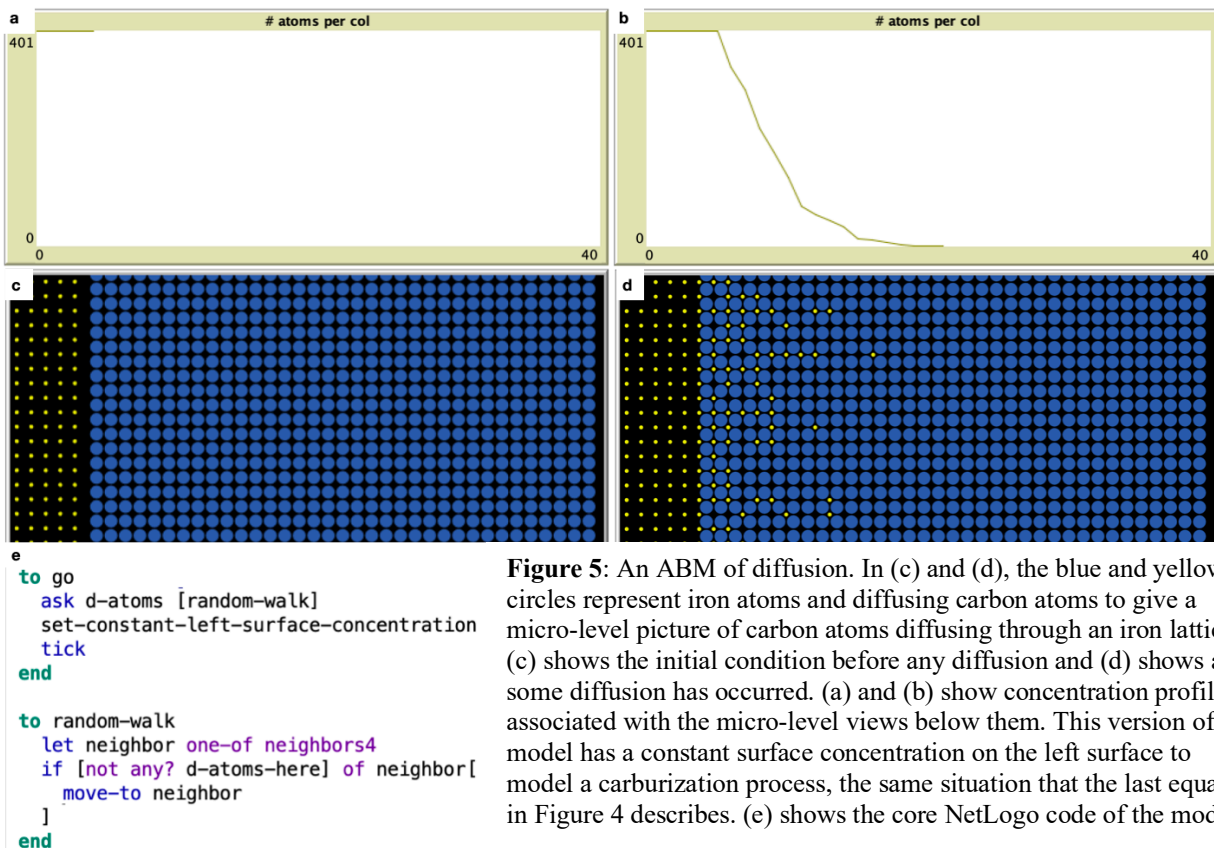 a
# atoms per col
401
0
0
40
b
# atoms per col
401
0
0
40
c
d
e
to go
ask d-atoms [random-walk]
set-constant-left-surface-concentration
tick
end
to random-walk
let neighbor one-of neighbors4
if [not any? d-atoms-here] of neighbor[
move-to neighbor
]
end
Figure 5: An ABM of diffusion. In (c) and (d), the blue and yellow
circles represent iron atoms and diffusing carbon atoms to give a
micro-level picture of carbon atoms diffusing through an iron lattic
(c) shows the initial condition before any diffusion and (d) shows a
some diffusion has occurred. (a) and (b) show concentration profil
associated with the micro-level views below them. This version of
model has a constant surface concentration on the left surface to
model a carburization process, the same situation that the last equa
in Figure 4 describes. (e) shows the core NetLogo code of the mod